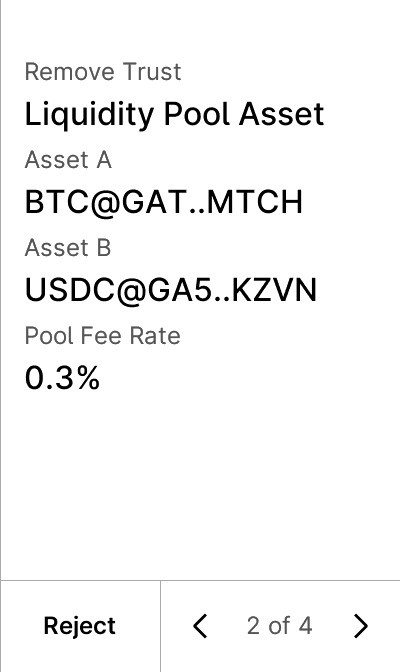 Remove Trust
Liquidity Pool Asset
Asset A
BTC@GAT..MTCH
Asset B
USDC@GA5..KZVN
Pool Fee Rate
0.3%
Reject
2 of 4